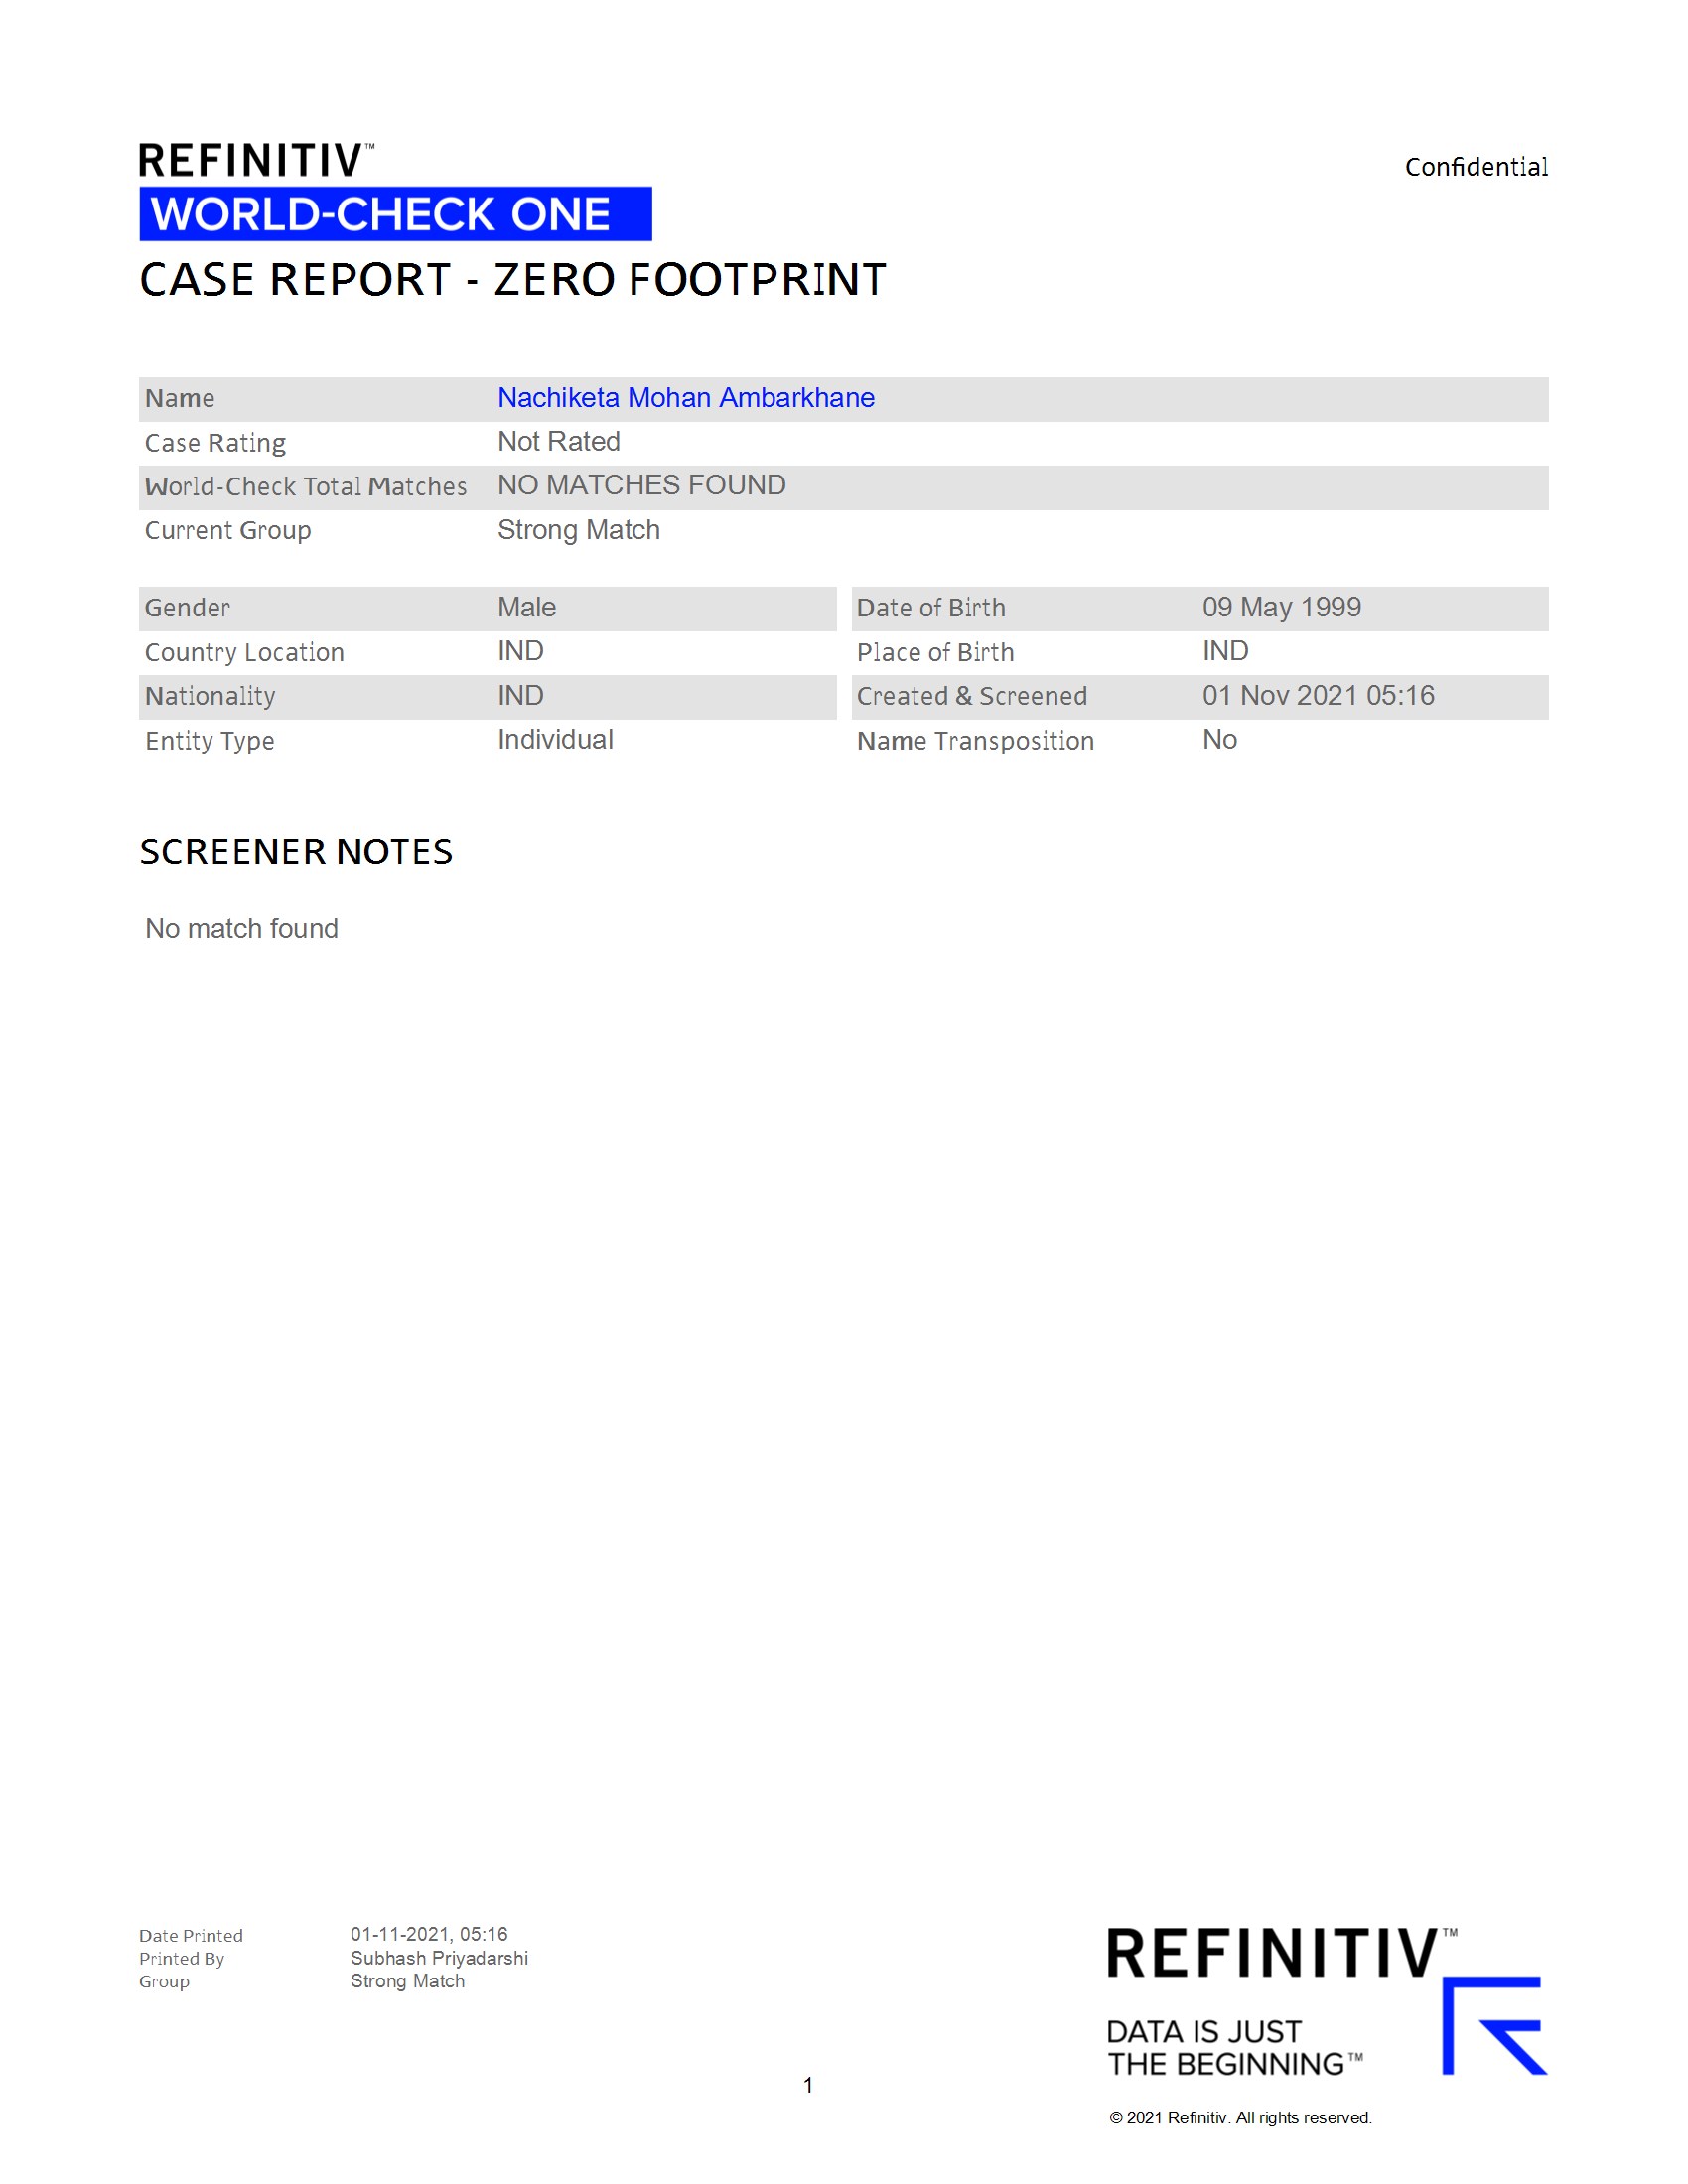 REFINITIV™
Confidential
WORLD-CHECK ONE
CASE REPORT - ZERO FOOTPRINT
Name Nachiketa Mohan Ambarkhane
Case Rating Not Rated
World-Check Total Matches NO MATCHES FOUND
Current Group Strong Match
Gender Male Date of Birth 09 May 1999
Country Location IND Place of Birth IND
Nationality IND Created & Screened 01 Nov 2021 05:16
Entity Type Individual Name Transposition No
SCREENER NOTES
No match found
Date Printed 01-11-2021, 05:16
Printed By Subhash Priyadarshi
Group Strong Match
REFINITIV™
DATA IS JUST
THE BEGINNING™
1
© 2021 Refinitiv. All rights reserved.